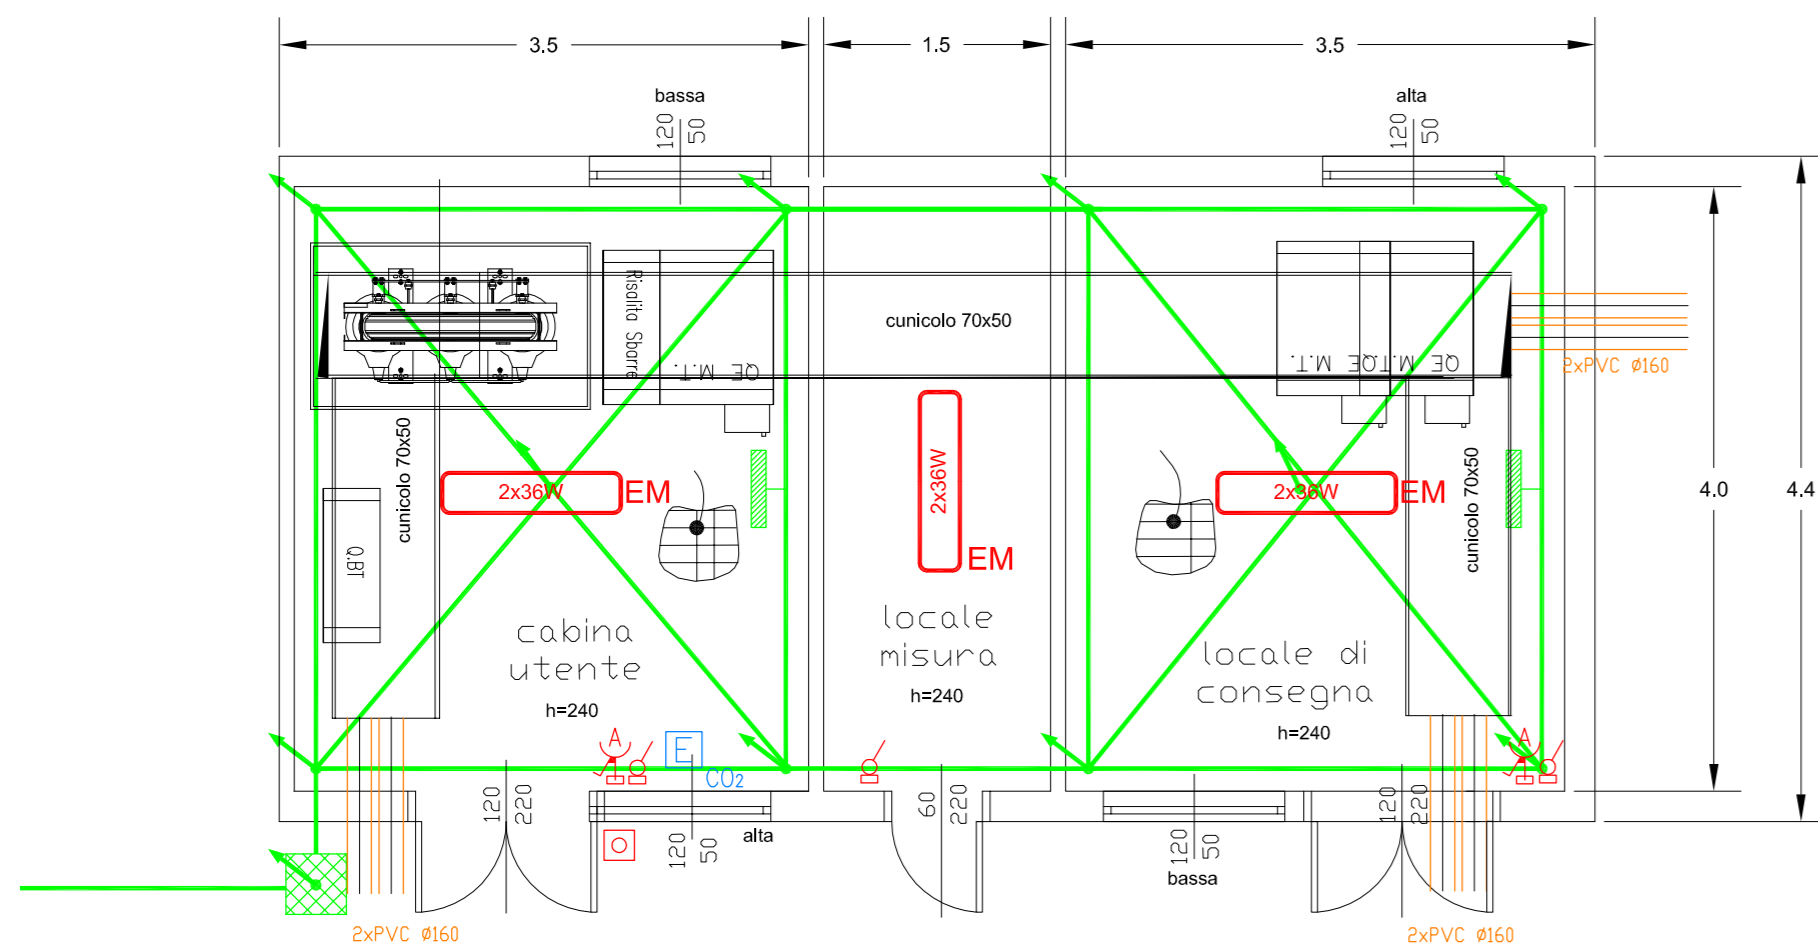 3.5
1.5
3.5
bassa
120
50
alta
120
50
Risalita Sbarre
QE M.T.
cunicolo 70x50
QE M.T.
QE M.T.
2xPVC Ø160
cunicolo 70x50
2x36W
EM
2x36W
EM
2x36W
EM
cunicolo 70x50
4.0
4.4
Q.BT
cabina
utente
h=240
locale
misura
h=240
locale di
consegna
h=240
A
E
CO2
A
120
220
120
50
alta
60
220
120
50
bassa
120
220
2xPVC Ø160
2xPVC Ø160